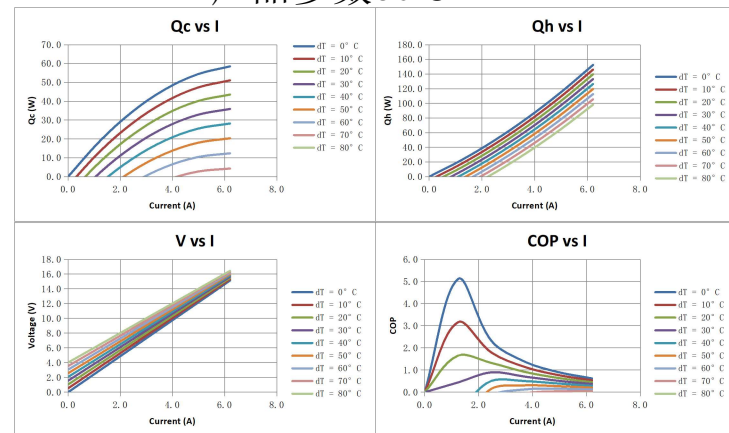 Qc vs I
70.0
60.0
50.0
40.0
30.0
20.0
10.0
0.0
Qc (W)
0.0 2.0 4.0 6.0 8.0
Current (A)
dT = 0° C
dT = 10° C
dT = 20° C
dT = 30° C
dT = 40° C
dT = 50° C
dT = 60° C
dT = 70° C
dT = 80° C
Qh vs I
180.0
160.0
140.0
120.0
100.0
80.0
60.0
40.0
20.0
0.0
Qh (W)
0.0 2.0 4.0 6.0 8.0
Current (A)
dT = 0° C
dT = 10° C
dT = 20° C
dT = 30° C
dT = 40° C
dT = 50° C
dT = 60° C
dT = 70° C
dT = 80° C
V vs I
18.0
16.0
14.0
12.0
10.0
8.0
6.0
4.0
2.0
0.0
Voltage (V)
0.0 2.0 4.0 6.0 8.0
Current (A)
dT = 0° C
dT = 10° C
dT = 20° C
dT = 30° C
dT = 40° C
dT = 50° C
dT = 60° C
dT = 70° C
dT = 80° C
COP vs I
6.0
5.0
4.0
3.0
2.0
1.0
0.0
COP
0.0 2.0 4.0 6.0 8.0
Current (A)
dT = 0° C
dT = 10° C
dT = 20° C
dT = 30° C
dT = 40° C
dT = 50° C
dT = 60° C
dT = 70° C
dT = 80° C